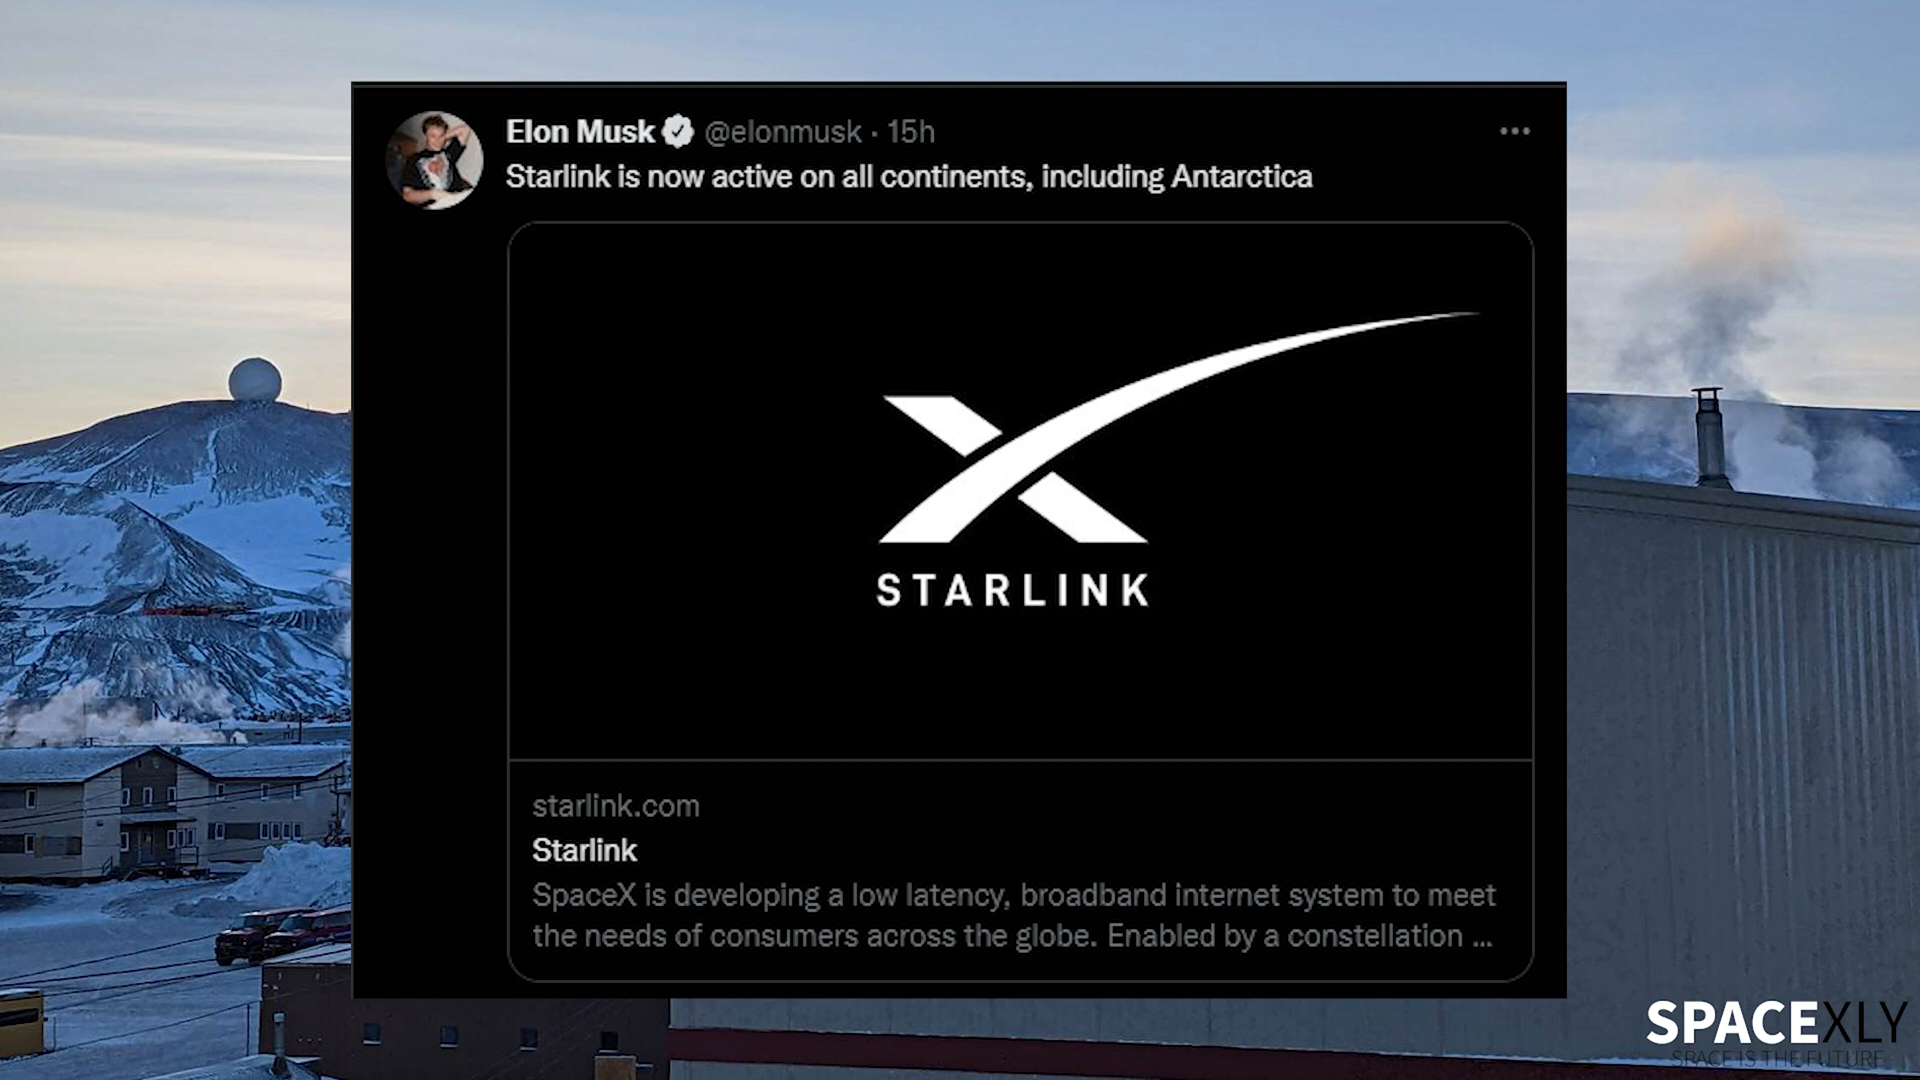 Elon Musk @elonmusk · 15h
Starlink is now active on all continents, including Antarctica
STARLINK
starlink.com
Starlink
SpaceX is developing a low latency, broadband internet system to meet
the needs of consumers across the globe. Enabled by a constellation ...
SPACEXLY
SPACE IS THE FUTURE